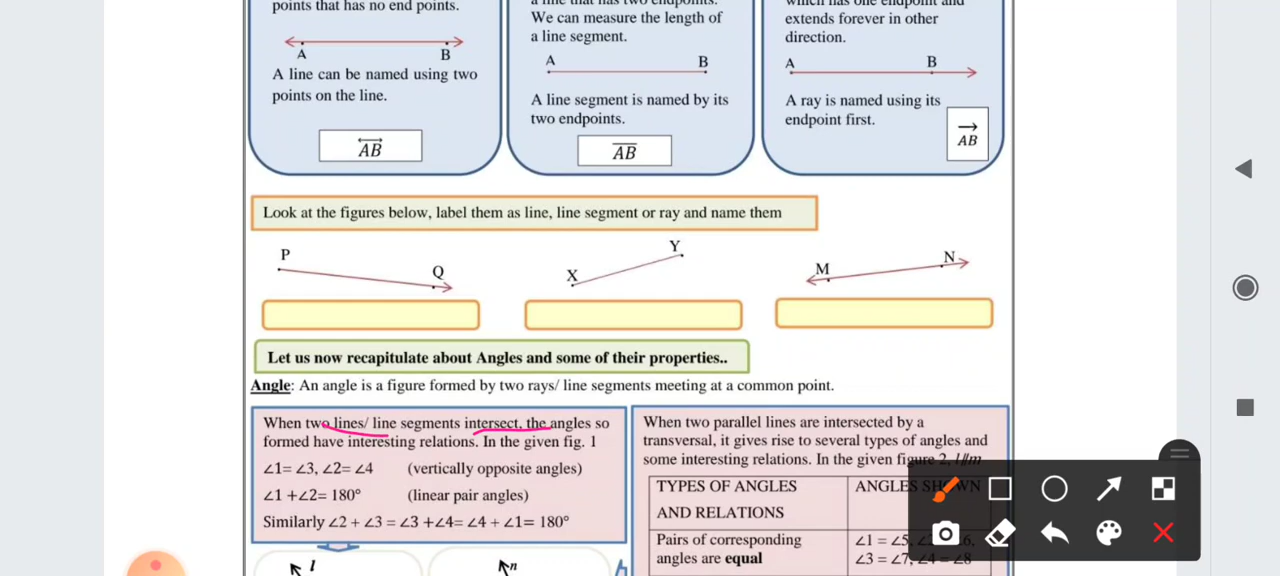 points that has no end points.
A B
A line can be named using two
points on the line.
AB
a line that has two endpoints.
We can measure the length of
a line segment.
A B
A line segment is named by its
two endpoints.
AB
which has one endpoint and
extends forever in other
direction.
A B
A ray is named using its
endpoint first.
AB
Look at the figures below, label them as line, line segment or ray and name them
P Q
X Y
M N
Let us now recapitulate about Angles and some of their properties..
Angle: An angle is a figure formed by two rays/ line segments meeting at a common point.
When two lines/ line segments intersect, the angles so
formed have interesting relations. In the given fig. 1
∠1= ∠3, ∠2= ∠4 (vertically opposite angles)
∠1 +∠2= 180° (linear pair angles)
Similarly ∠2 + ∠3 = ∠3 +∠4= ∠4 + ∠1= 180°
l
n
When two parallel lines are intersected by a
transversal, it gives rise to several types of angles and
some interesting relations. In the given figure 2, l//m
TYPES OF ANGLES
AND RELATIONS
ANGLES SHOWN
Pairs of corresponding
angles are equal
∠1 = ∠5, 6,
∠3 = ∠7, ∠4 = ∠8